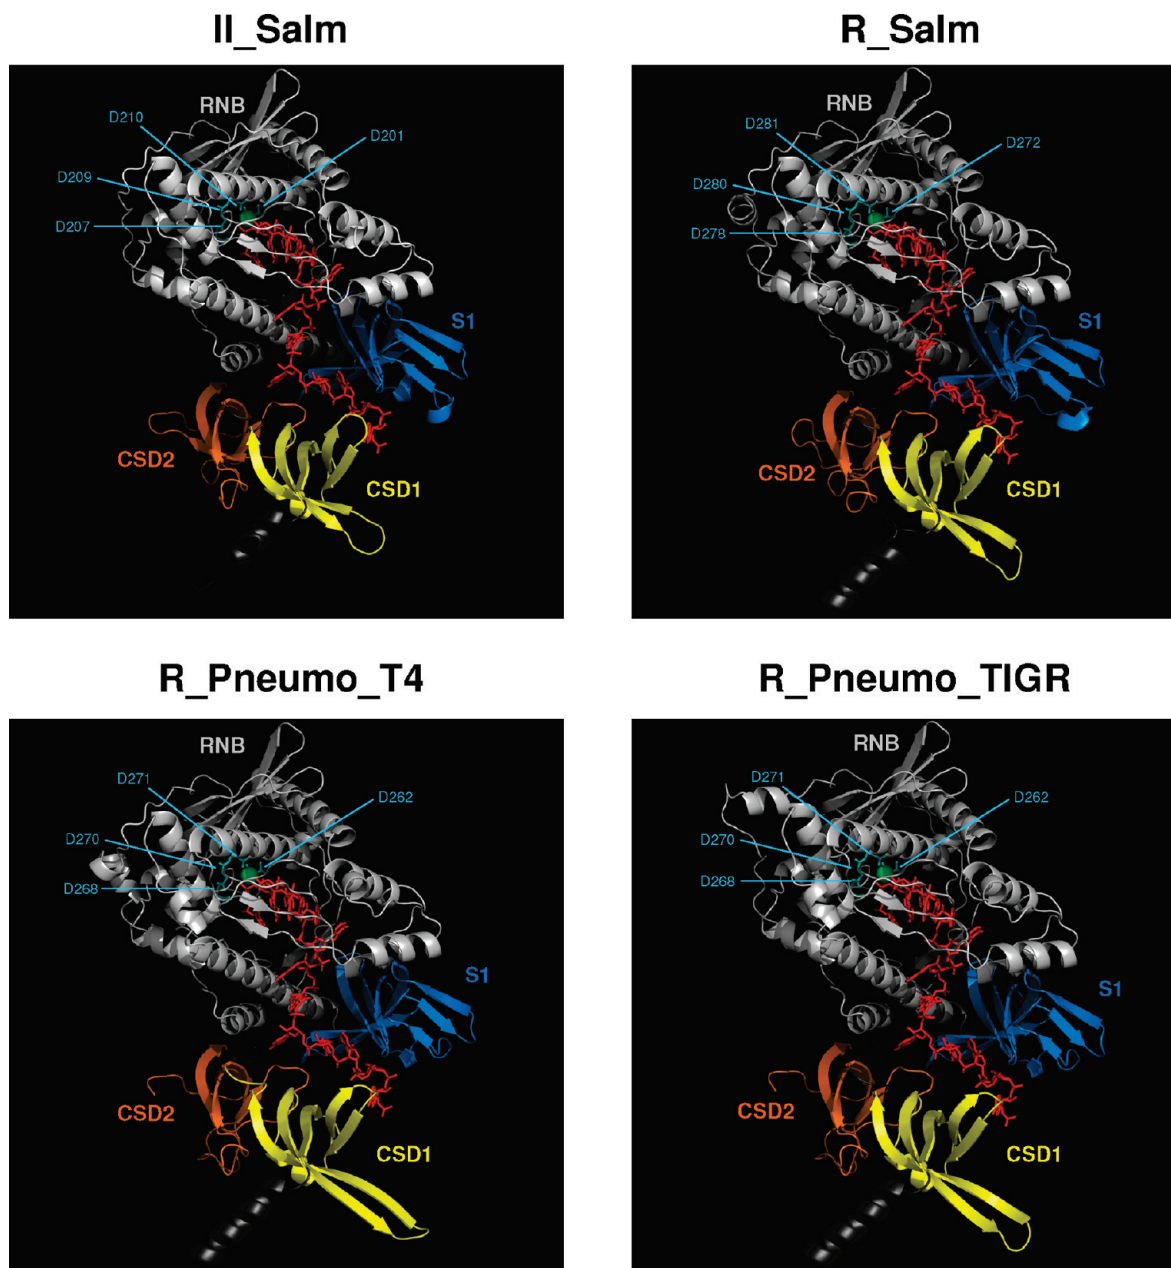 II_Salm
RNB
D210
D201
D209
D207
S1
CSD2
CSD1
R_Salm
RNB
D281
D272
D280
D278
S1
CSD2
CSD1
R_Pneumo_T4
RNB
D271
D262
D270
D268
S1
CSD2
CSD1
R_Pneumo_TIGR
RNB
D271
D262
D270
D268
S1
CSD2
CSD1